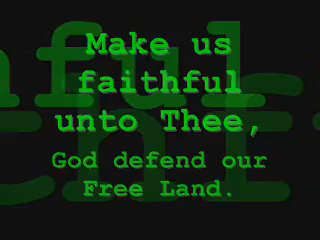 Make us
faithful
unto Thee,
God defend our
Free Land.